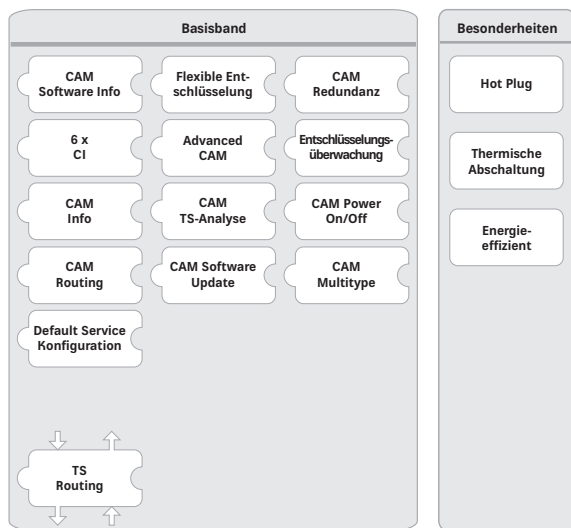 Basisband
CAM
Software Info
Flexible Ent-
schlüsselung
CAM
Redundanz
6 x
CI
Advanced
CAM
Entschlüsselungs-
überwachung
CAM
Info
CAM
TS-Analyse
CAM Power
On/Off
CAM
Routing
CAM Software
Update
CAM
Multitype
Default Service
Konfiguration
TS
Routing
Besonderheiten
Hot Plug
Thermische
Abschaltung
Energie-
effizient